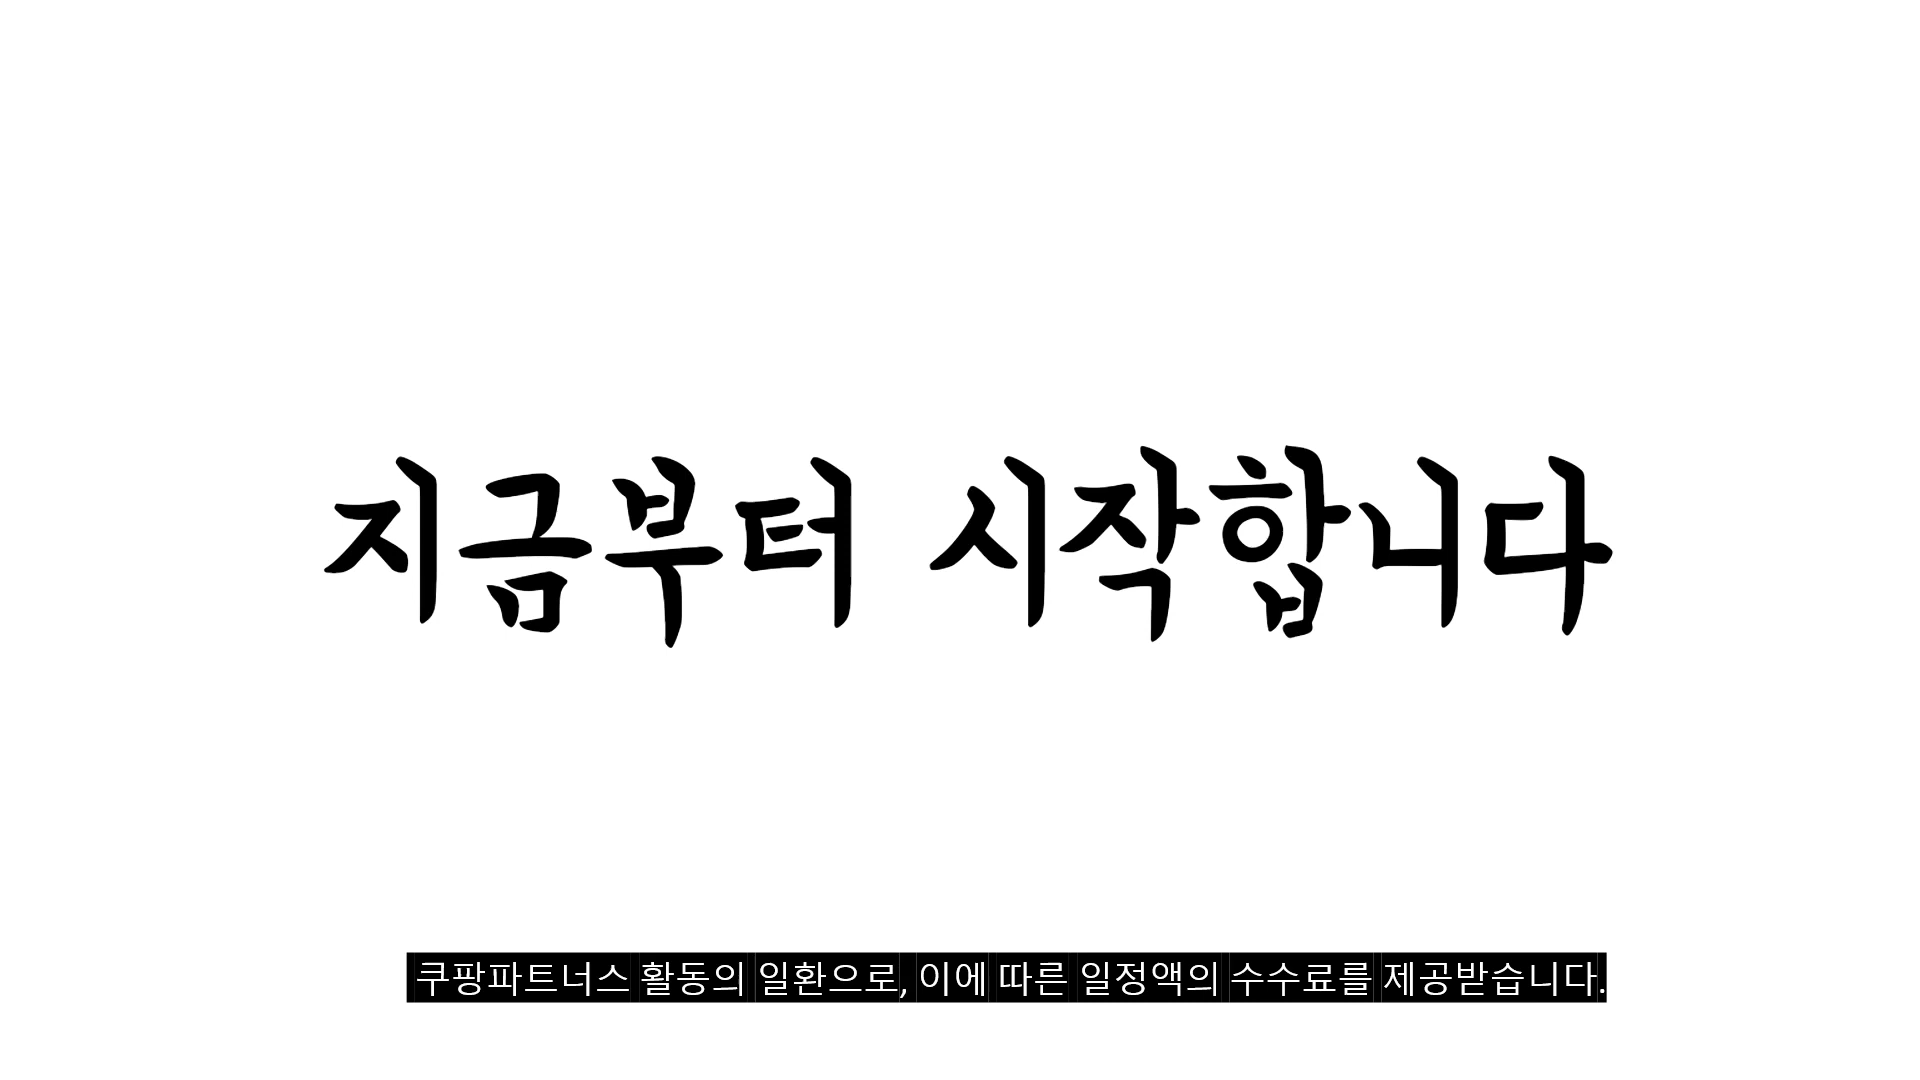 지금부터 시작합니다
쿠팡파트너스 활동의 일환으로, 이에 따른 일정액의 수수료를 제공받습니다.